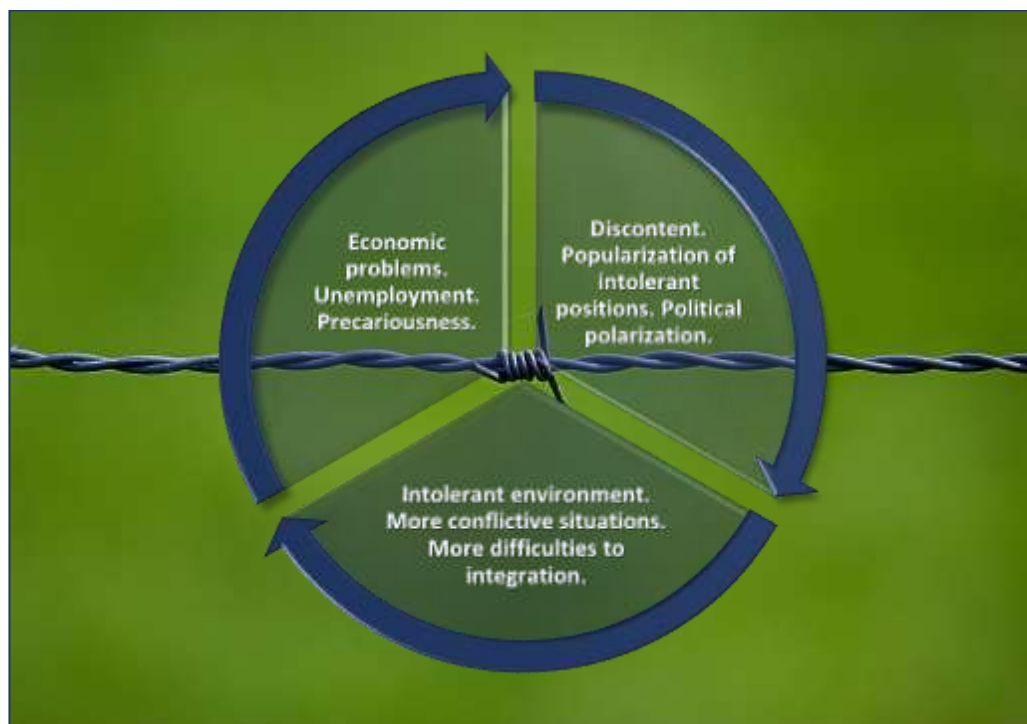 Economic
problems.
Unemployment.
Precariousness.
Discontent.
Popularization of
intolerant
positions. Political
polarization.
Intolerant environment.
More conflictive situations.
More difficulties to
integration.